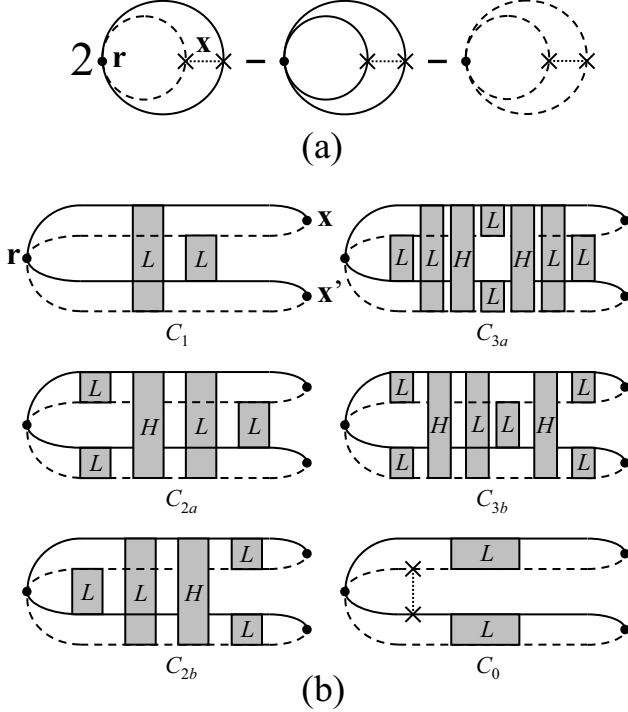 2 r x − −
(a)
r L L x x'
C1
L L H L H L L L
C3a
L L H L L
C2a
L L H L L H L L
C3b
L L H L L
C2b
L L
C0
(b)